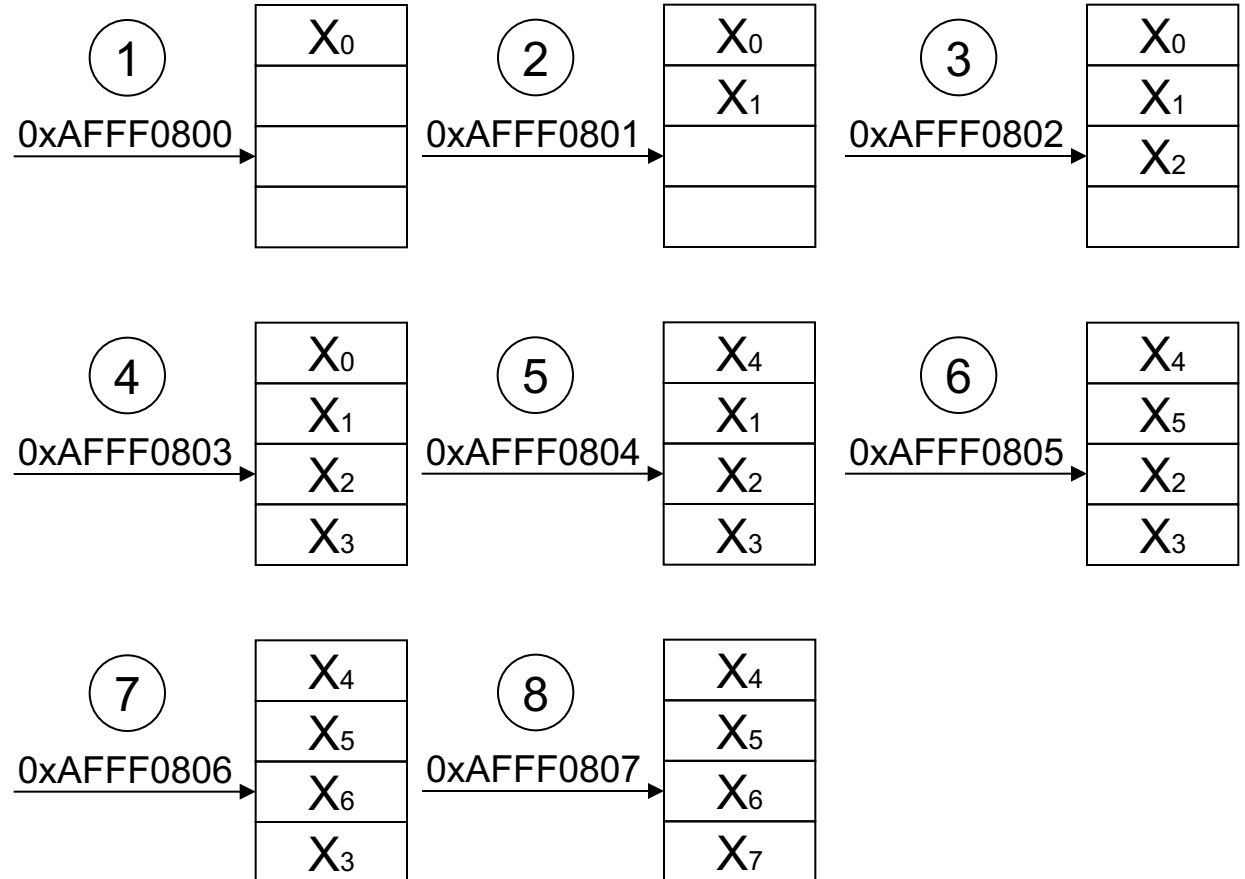 1 X₀ 2 X₀ 3 X₀
X₁ X₁
0xAFFF0800 0xAFFF0801 0xAFFF0802
X₂
4 X₀ 5 X₄ 6 X₄
X₁ X₁ X₅
0xAFFF0803 0xAFFF0804 0xAFFF0805
X₂ X₂ X₂
X₃ X₃ X₃
7 X₄ 8 X₄
X₅ X₅
0xAFFF0806 0xAFFF0807
X₆ X₆
X₃ X₇